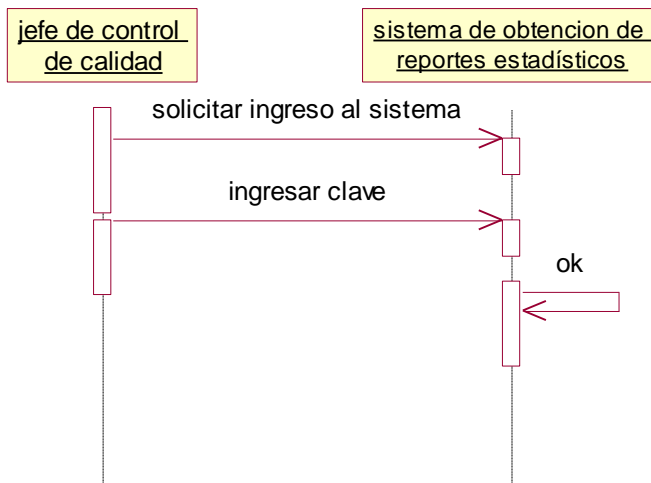 jefe de control
de calidad
sistema de obtencion de
reportes estadísticos
solicitar ingreso al sistema
ingresar clave
ok